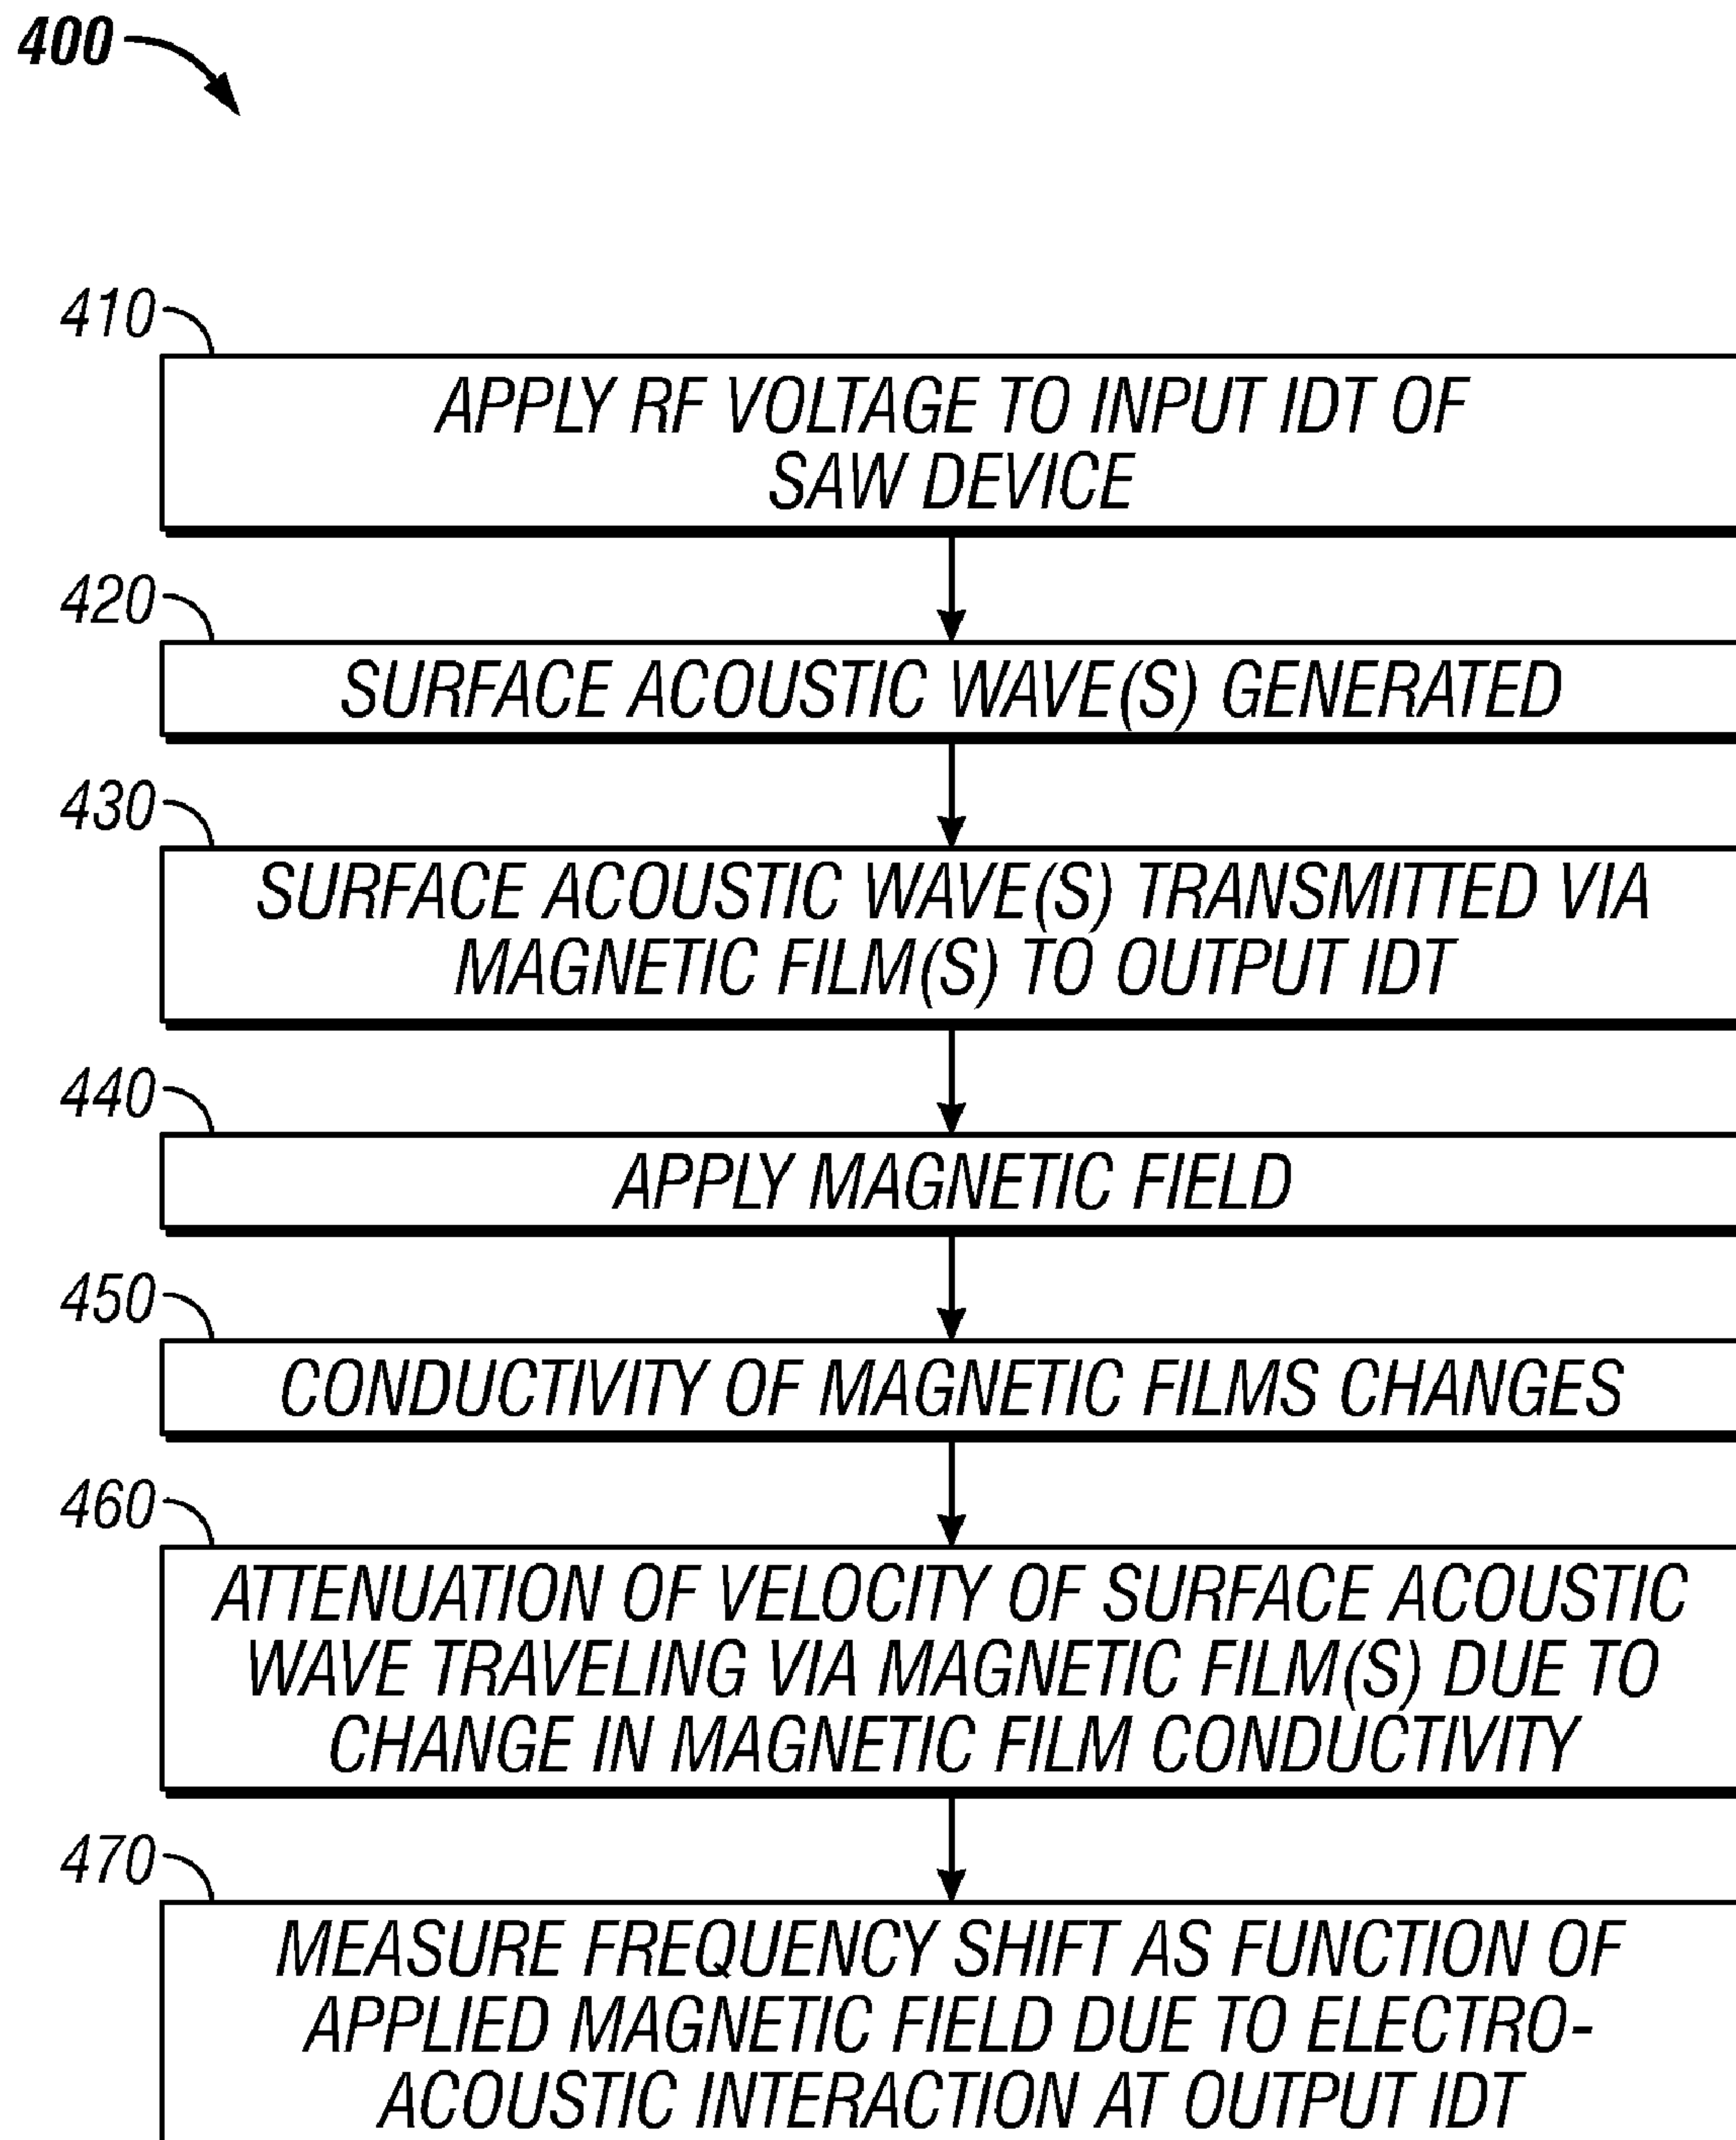 400
410
APPLY RF VOLTAGE TO INPUT IDT OF
SAW DEVICE
420
SURFACE ACOUSTIC WAVE(S) GENERATED
430
SURFACE ACOUSTIC WAVE(S) TRANSMITTED VIA
MAGNETIC FILM(S) TO OUTPUT IDT
440
APPLY MAGNETIC FIELD
450
CONDUCTIVITY OF MAGNETIC FILMS CHANGES
460
ATTENUATION OF VELOCITY OF SURFACE ACOUSTIC
WAVE TRAVELING VIA MAGNETIC FILM(S) DUE TO
CHANGE IN MAGNETIC FILM CONDUCTIVITY
470
MEASURE FREQUENCY SHIFT AS FUNCTION OF
APPLIED MAGNETIC FIELD DUE TO ELECTRO-
ACOUSTIC INTERACTION AT OUTPUT IDT